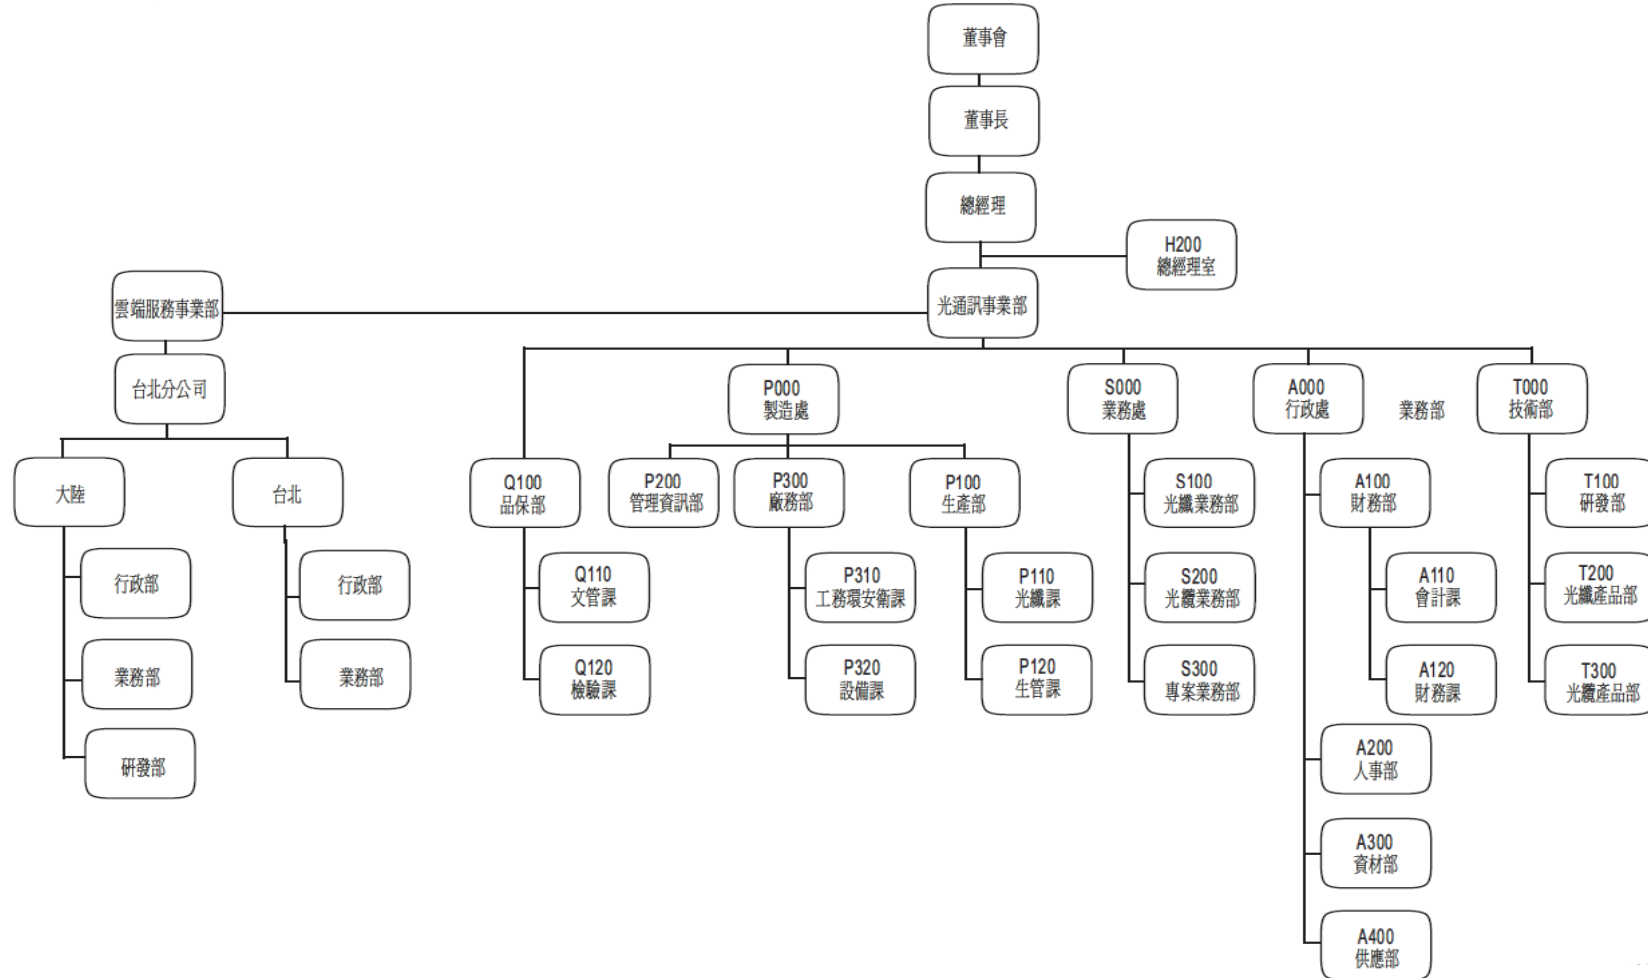 董事會
董事長
總經理
H200
總經理室
雲端服務事業部
光通訊事業部
台北分公司
P000
製造處
S000
業務處
A000
行政處
業務部
T000
技術部
大陸
台北
Q100
品保部
P200
管理資訊部
P300
廠務部
P100
生產部
S100
光纖業務部
A100
財務部
T100
研發部
行政部
行政部
Q110
文管課
P310
工務環安衛課
P110
光纖課
S200
光纜業務部
A110
會計課
T200
光纖產品部
業務部
業務部
Q120
檢驗課
P320
設備課
P120
生管課
S300
專案業務部
A120
財務課
T300
光纜產品部
研發部
A200
人事部
A300
資材部
A400
供應部